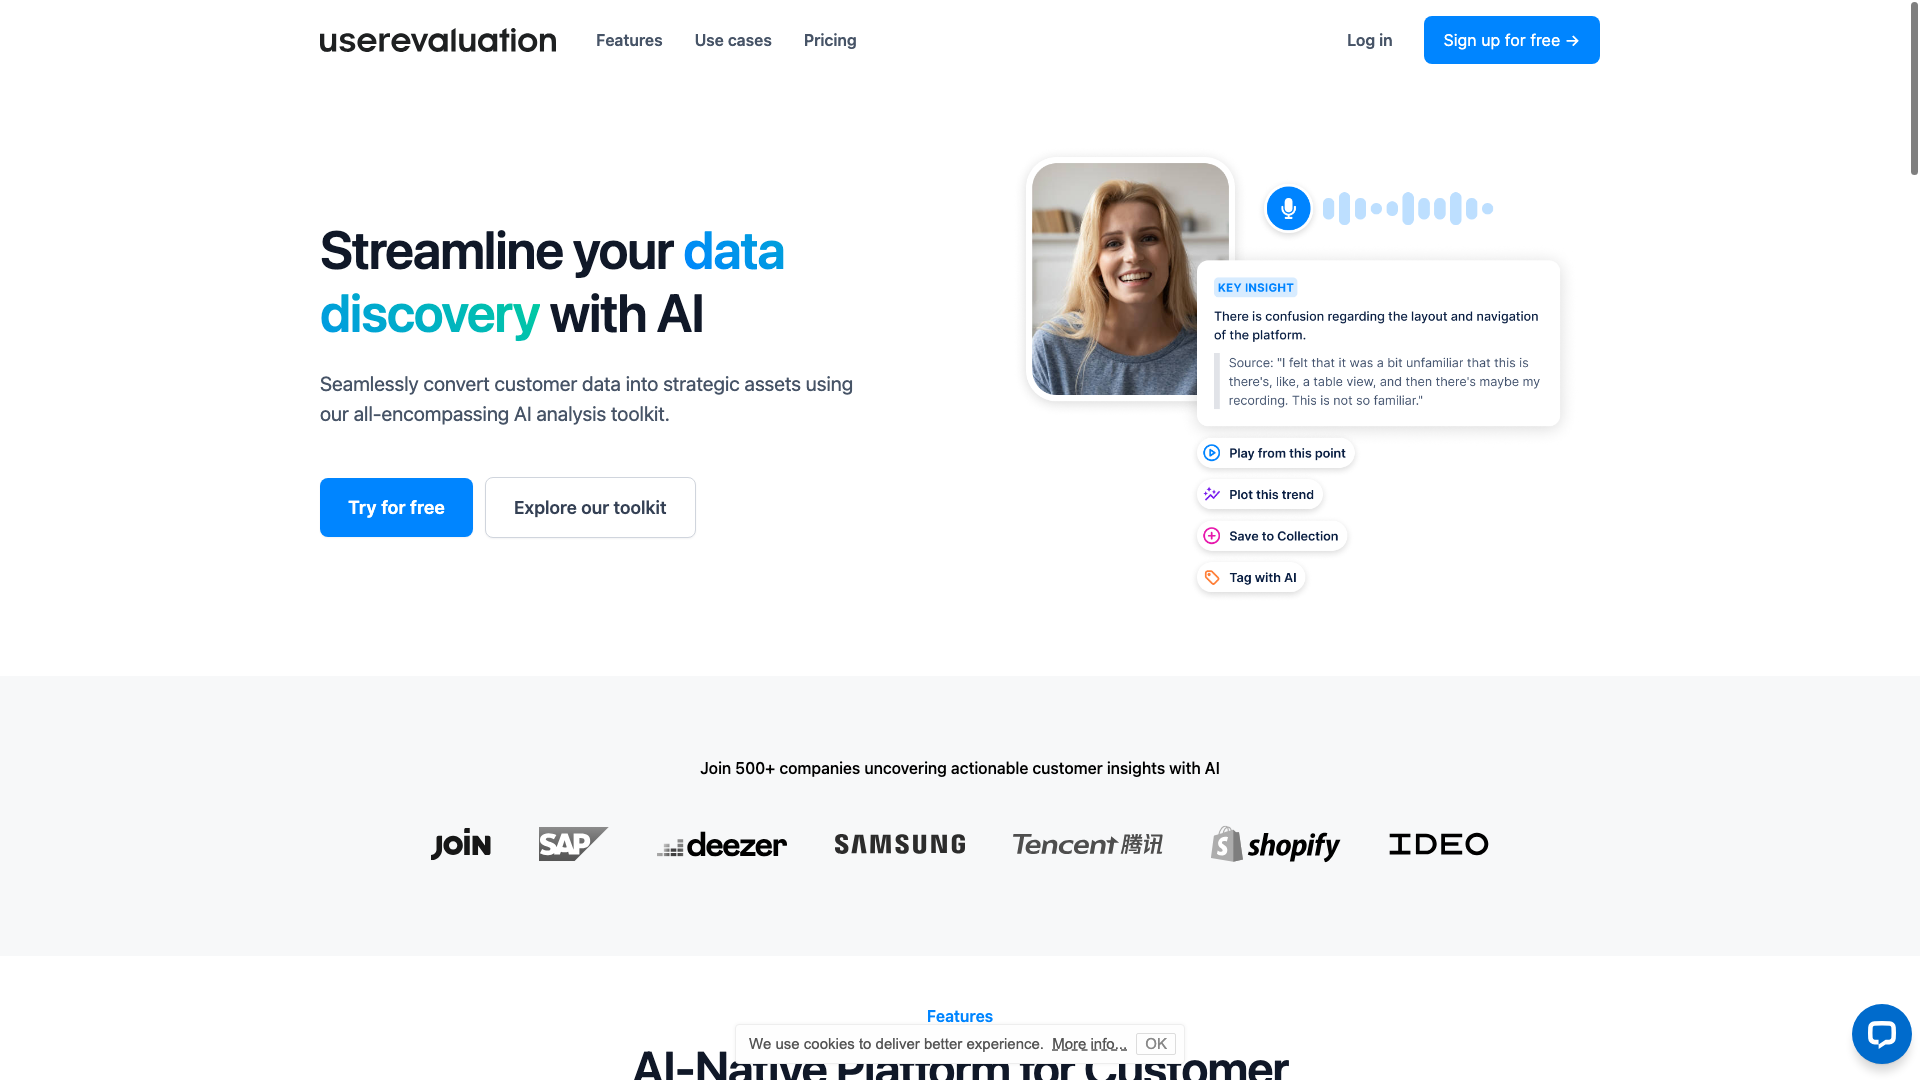 userevaluation
Features
Use cases
Pricing
Log in
Sign up for free →
Streamline your data
discovery with AI
Seamlessly convert customer data into strategic assets using
our all-encompassing AI analysis toolkit.
Try for free
Explore our toolkit
KEY INSIGHT
There is confusion regarding the layout and navigation
of the platform.
Source: "I felt that it was a bit unfamiliar that this is
there's, like, a table view, and then there's maybe my
recording. This is not so familiar."
Play from this point
Plot this trend
Save to Collection
Tag with AI
Join 500+ companies uncovering actionable customer insights with AI
JOIN
SAP
deezer
SAMSUNG
Tencent 腾讯
shopify
IDEO
Features
We use cookies to deliver better experience. More info... OK
AI-Native Platform for Customer